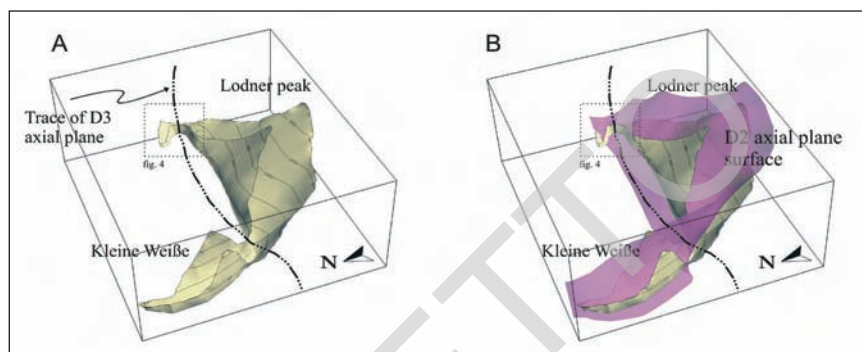 A
Lodner peak
Trace of D3
axial plane
fig. 4
Kleine Weiße
N
B
Lodner peak
D2 axial plane
surface
fig. 4
Kleine Weiße
N